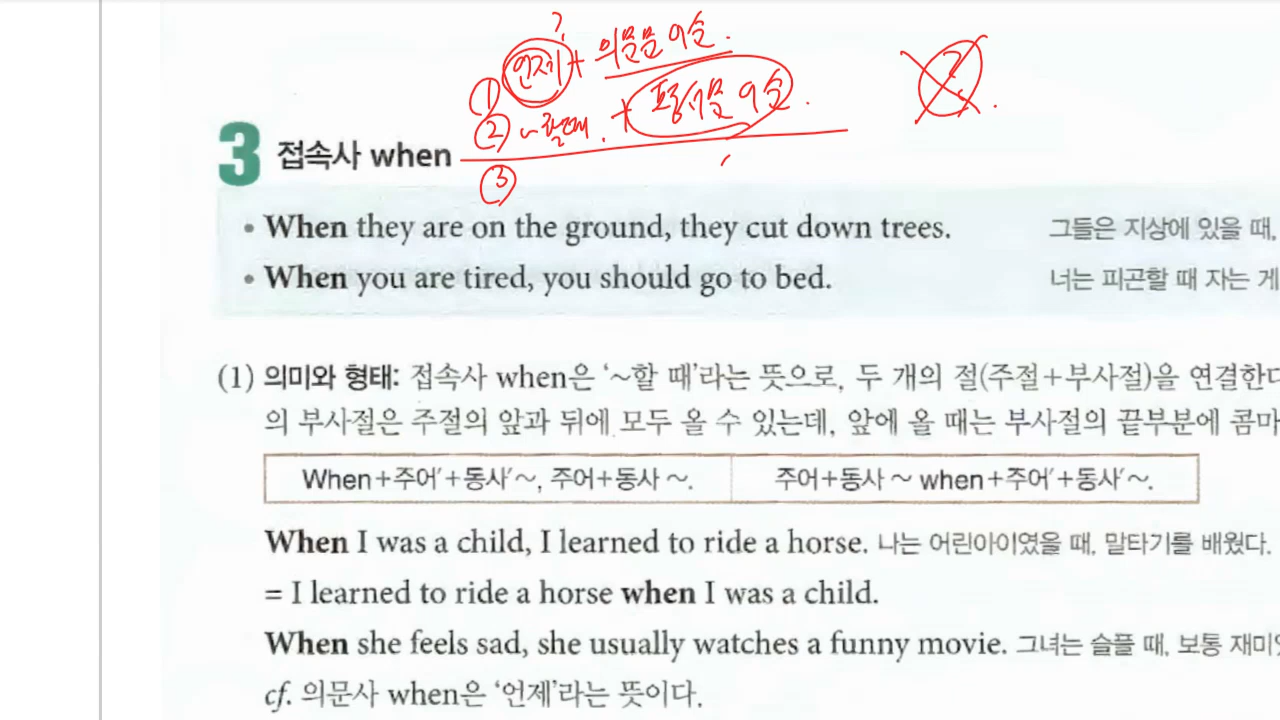 ?
① 언제 + 의문문 어순.
② ~할때. + 평서문 어순.
?
3 접속사 when
③
• When they are on the ground, they cut down trees. 그들은 지상에 있을 때,
• When you are tired, you should go to bed. 너는 피곤할 때 자는 게
(1) 의미와 형태: 접속사 when은 ‘~할 때’라는 뜻으로, 두 개의 절(주절+부사절)을 연결한다
의 부사절은 주절의 앞과 뒤에 모두 올 수 있는데, 앞에 올 때는 부사절의 끝부분에 콤마
When+주어′+동사′~, 주어+동사 ~. 주어+동사 ~ when+주어′+동사′~.
When I was a child, I learned to ride a horse. 나는 어린아이였을 때, 말타기를 배웠다.
= I learned to ride a horse when I was a child.
When she feels sad, she usually watches a funny movie. 그녀는 슬플 때, 보통 재미
cf. 의문사 when은 ‘언제’라는 뜻이다.